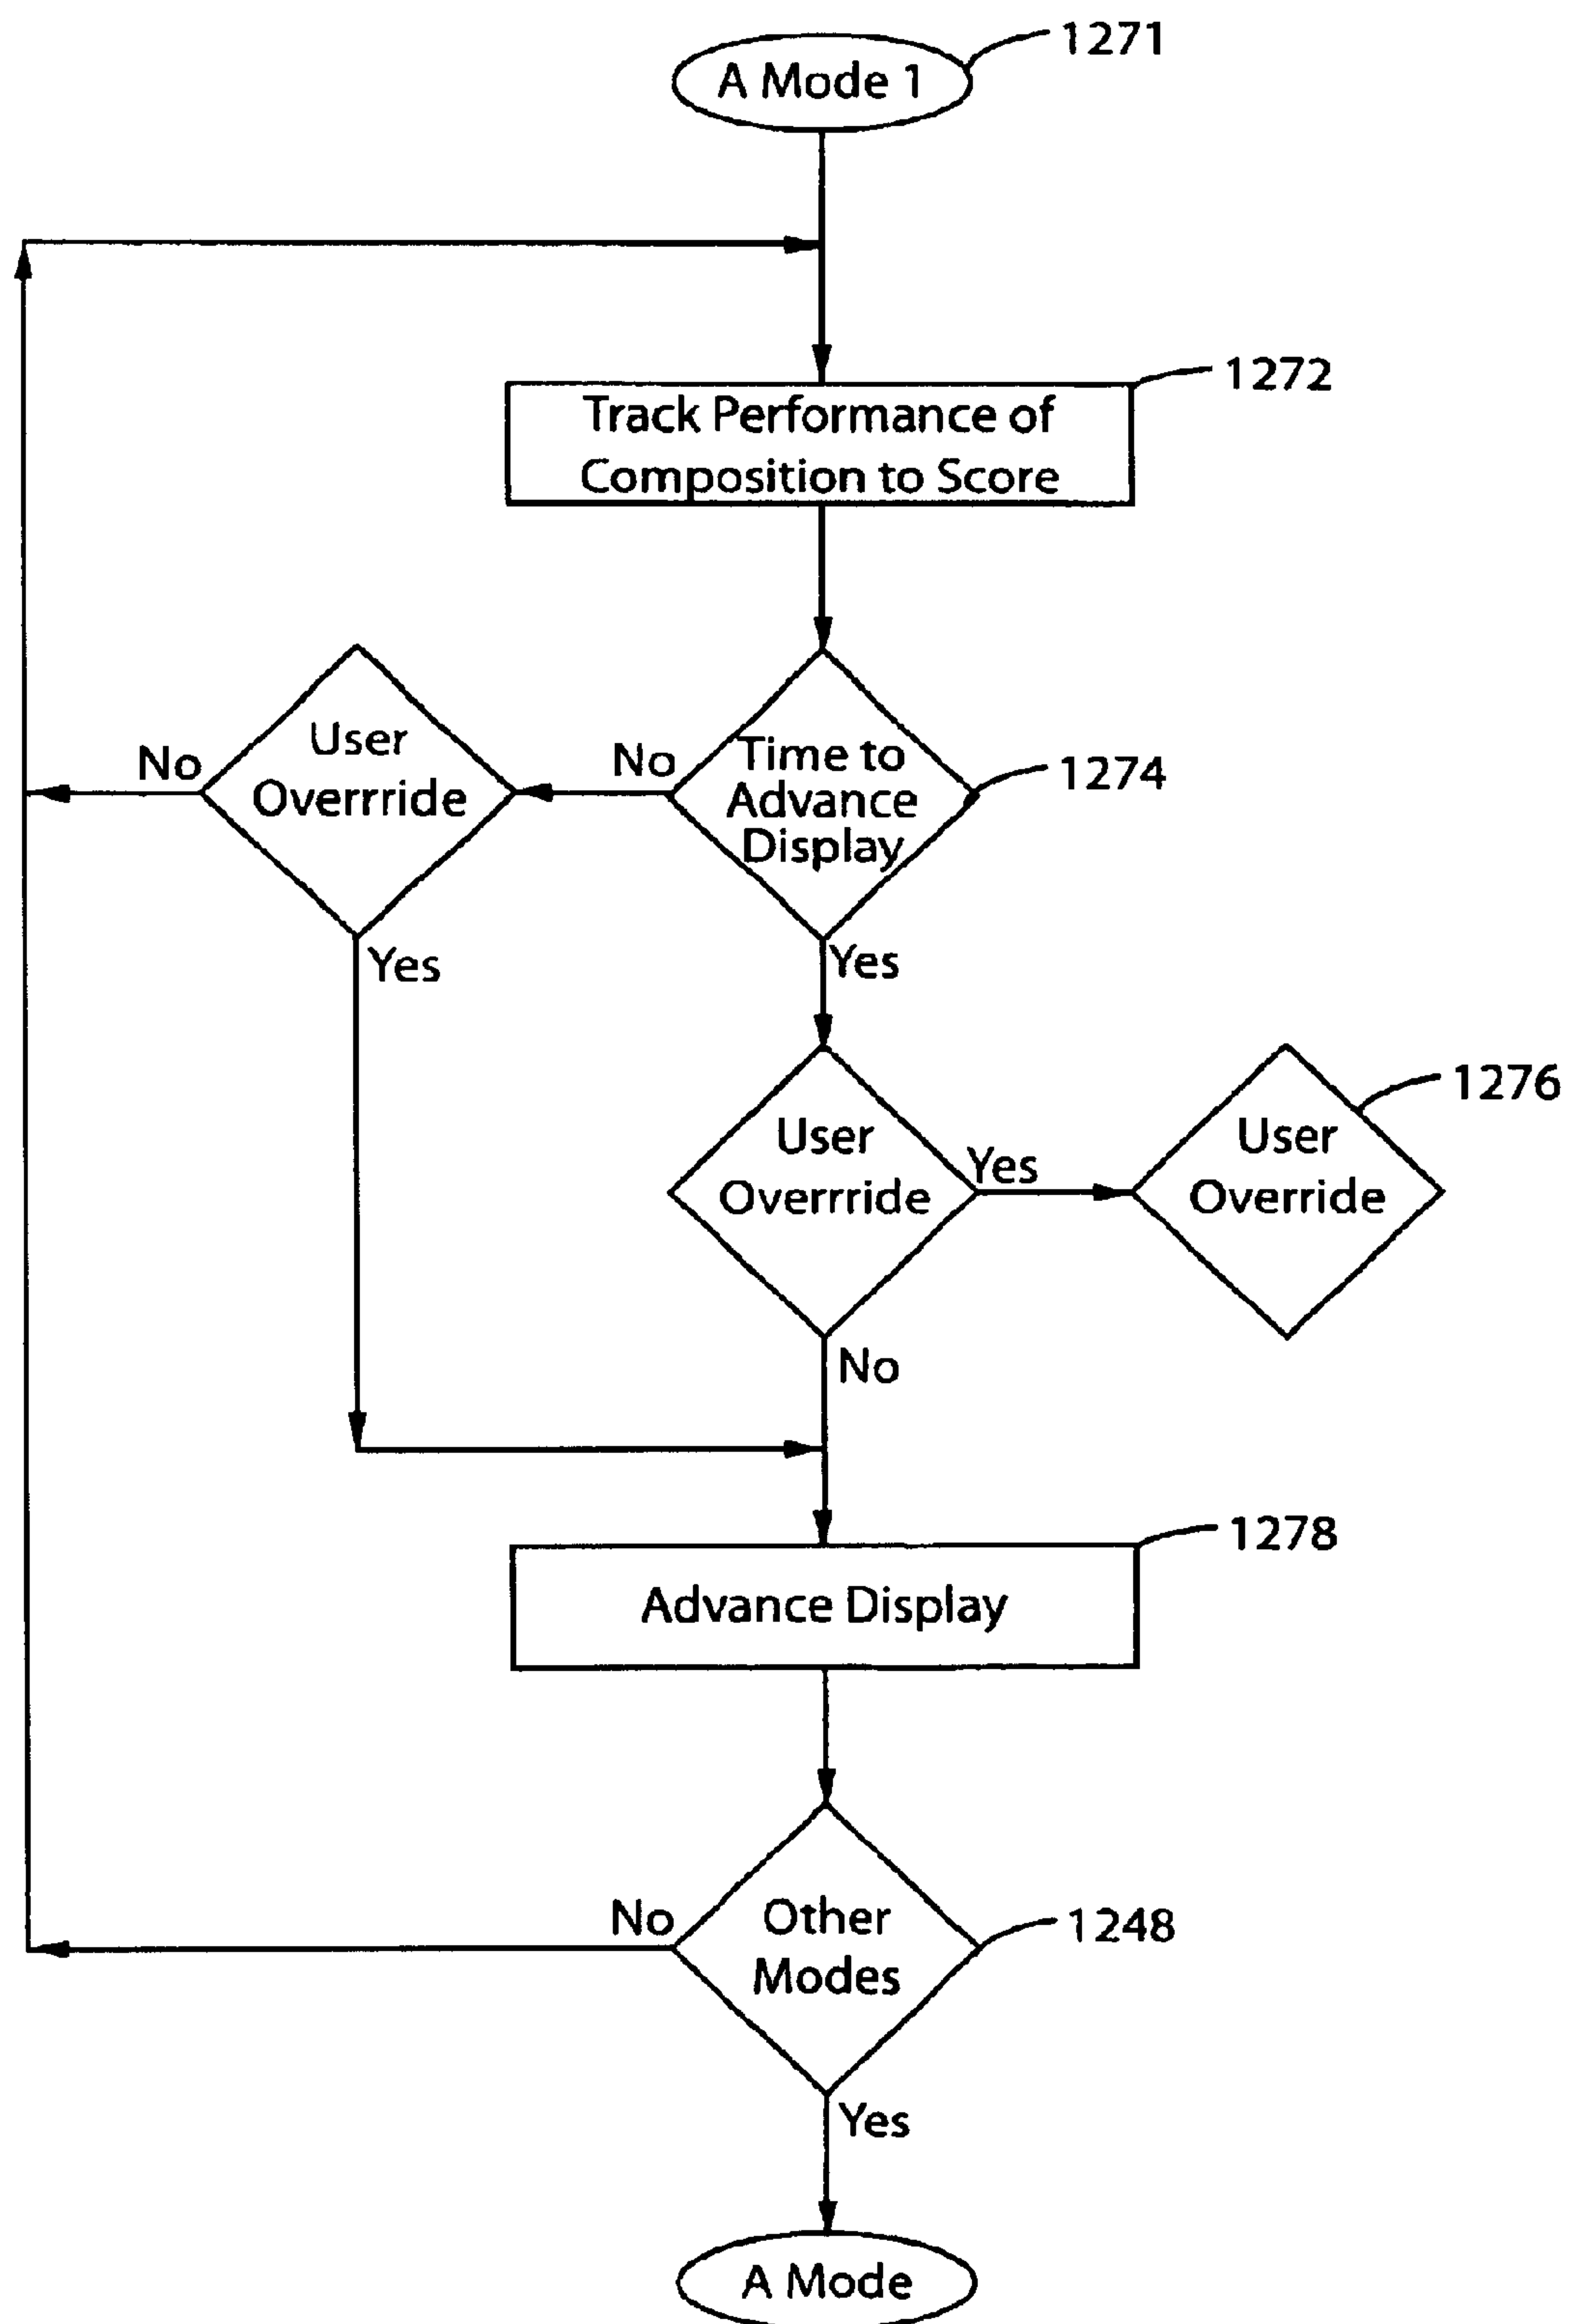 A Mode 1
1271
1272
Track Performance of
Composition to Score
User
Overrride
No
No
Time to
Advance
Display
1274
Yes
Yes
User
Overrride
Yes
User
Override
1276
No
1278
Advance Display
No
Other
Modes
1248
Yes
A Mode